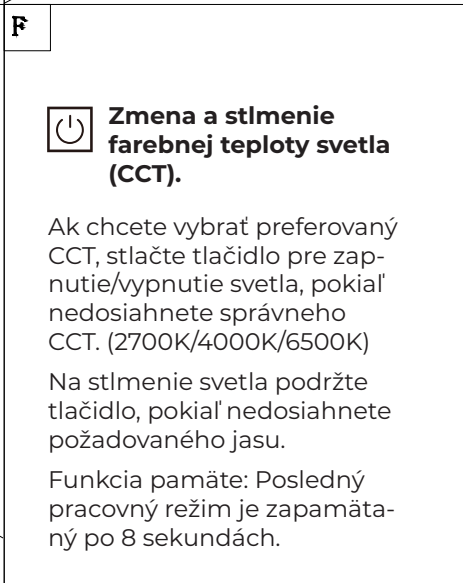 F
Zmena a stlmenie
farebnej teploty svetla
(CCT).
Ak chcete vybrať preferovaný
CCT, stlačte tlačidlo pre zap-
nutie/vypnutie svetla, pokiaľ
nedosiahnete správneho
CCT. (2700K/4000K/6500K)
Na stlmenie svetla podržte
tlačidlo, pokiaľ nedosiahnete
požadovaného jasu.
Funkcia pamäte: Posledný
pracovný režim je zapamäta-
ný po 8 sekundách.